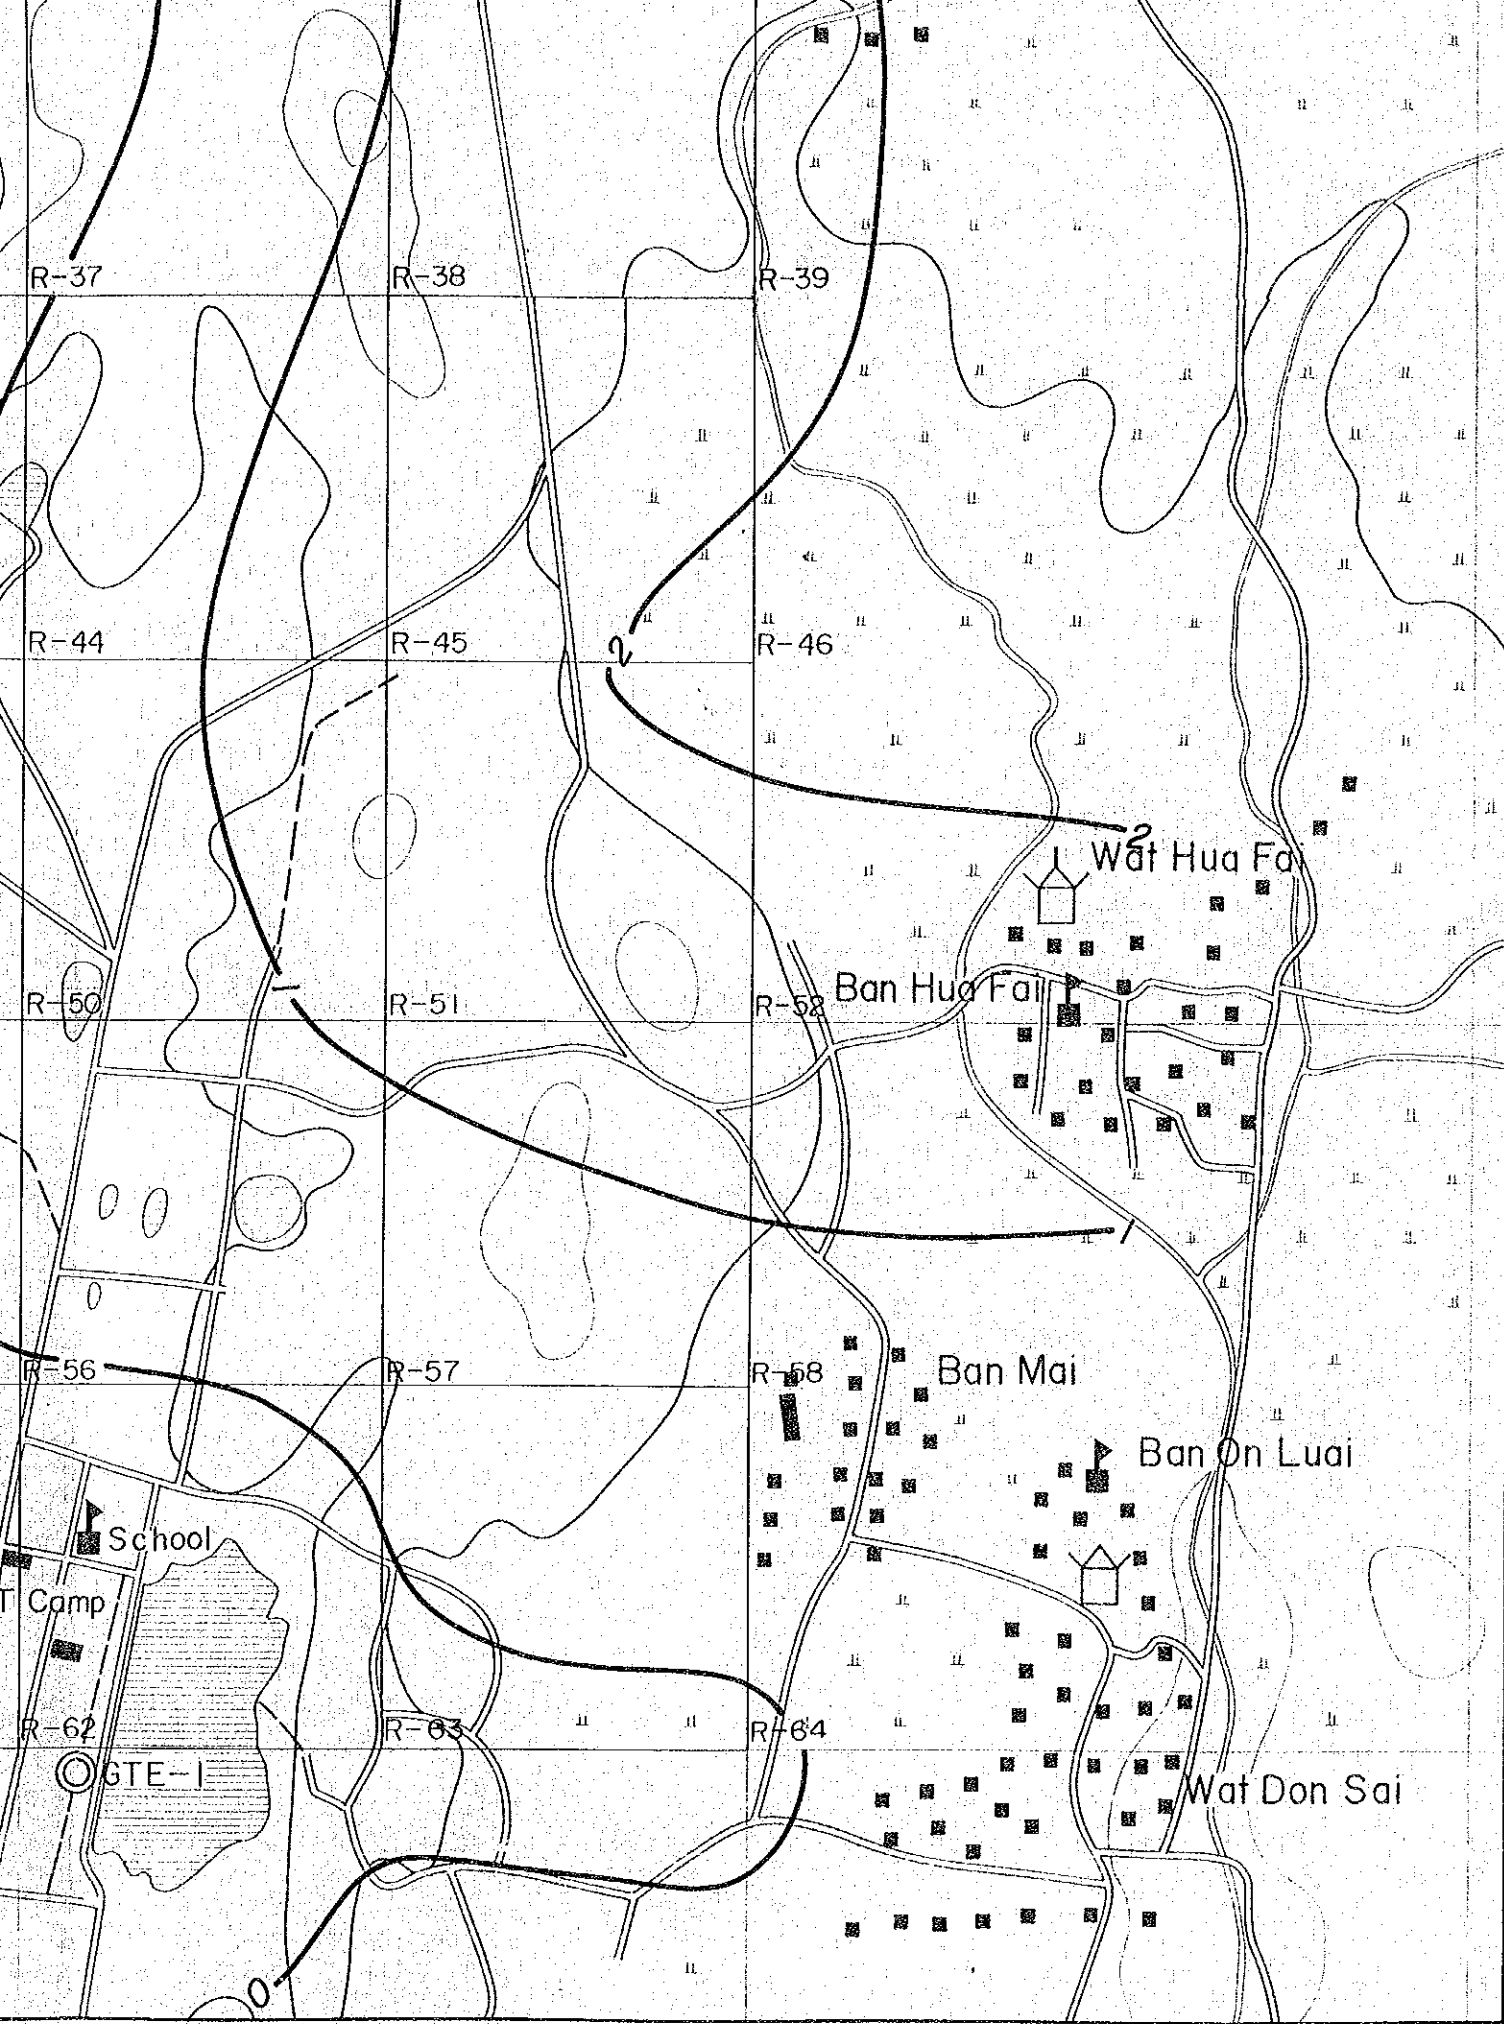 R-37
R-38
R-39
R-44
R-45
2
R-46
2
Wat Hua Fai
Ban Hua Fai
R-50
1
R-51
R-52
1
R-56
R-57
R-58
Ban Mai
Ban On Luai
School
T Camp
R-62
R-63
R-64
GTE-1
Wat Don Sai
0